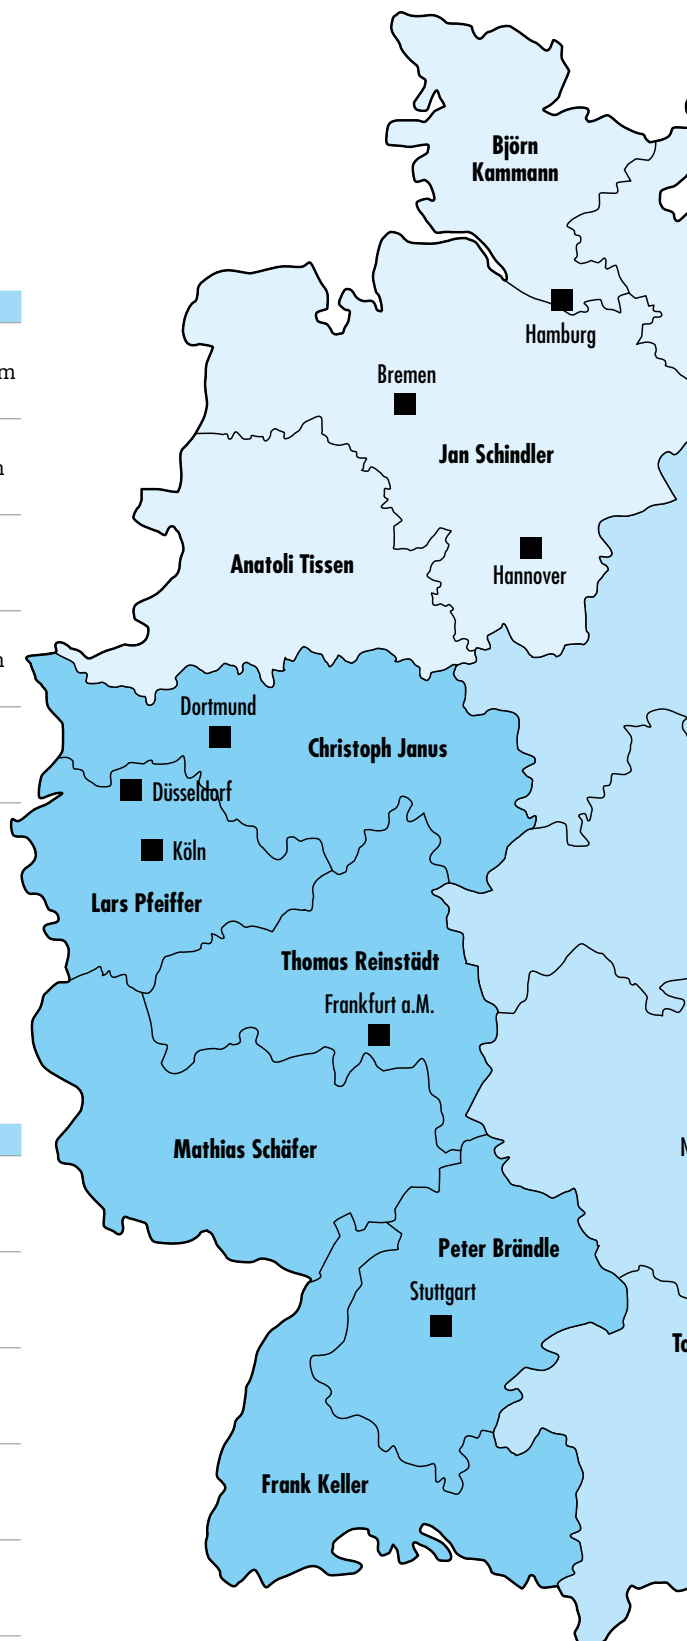 Björn
Kammann
Hamburg
m
Bremen
Jan Schindler
n
Anatoli Tissen
Hannover
n
Dortmund
Christoph Janus
Düsseldorf
Köln
Lars Pfeiffer
Thomas Reinstädt
Frankfurt a.M.
Mathias Schäfer
Peter Brändle
Stuttgart
Frank Keller